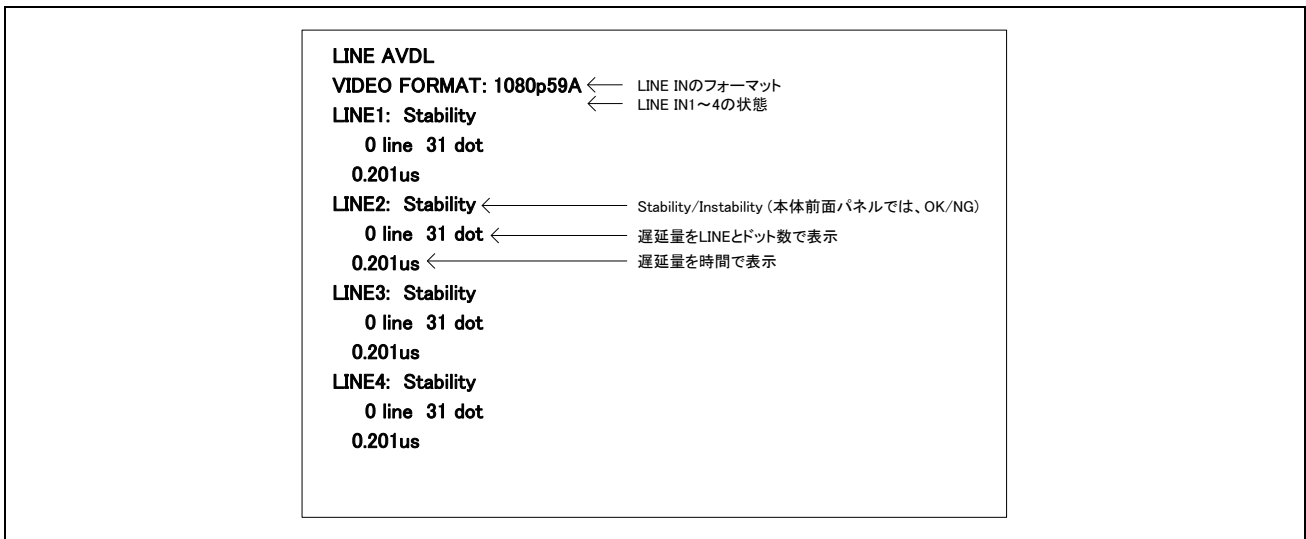 LINE AVDL
VIDEO FORMAT: 1080p59A LINE INのフォーマット
LINE IN1～4の状態
LINE1: Stability
0 line 31 dot
0.201us
LINE2: Stability Stability/Instability (本体前面パネルでは、OK/NG)
0 line 31 dot 遅延量をLINEとドット数で表示
0.201us 遅延量を時間で表示
LINE3: Stability
0 line 31 dot
0.201us
LINE4: Stability
0 line 31 dot
0.201us